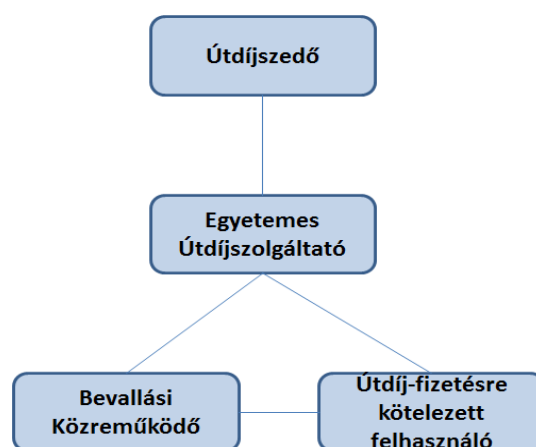 Útdíjszedő
Egyetemes
Útdíjszolgáltató
Bevallási
Közreműködő
Útdíj-fizetésre
kötelezett
felhasználó